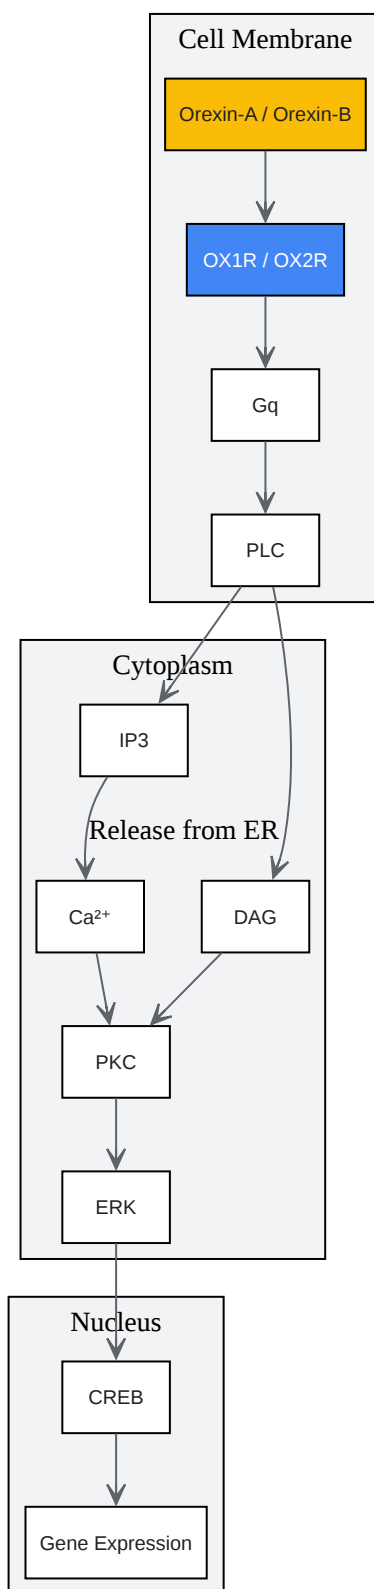 Cell Membrane
Orexin-A / Orexin-B
OX1R / OX2R
Gq
PLC
Cytoplasm
IP3
Release from ER
Ca²⁺
DAG
PKC
ERK
Nucleus
CREB
Gene Expression